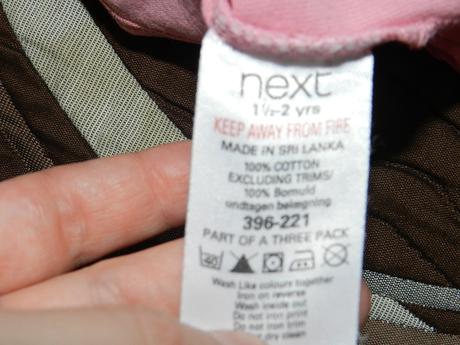 next
1½-2 yrs
KEEP AWAY FROM FIRE
MADE IN SRI LANKA
100% COTTON
EXCLUDING TRIMS/
100% Bomuld
undtagen belægning
396-221
PART OF A THREE PACK
40
Wash Like colours together
Iron on reverse
Wash inside out
Do not iron print
Do not iron trim
dry clean